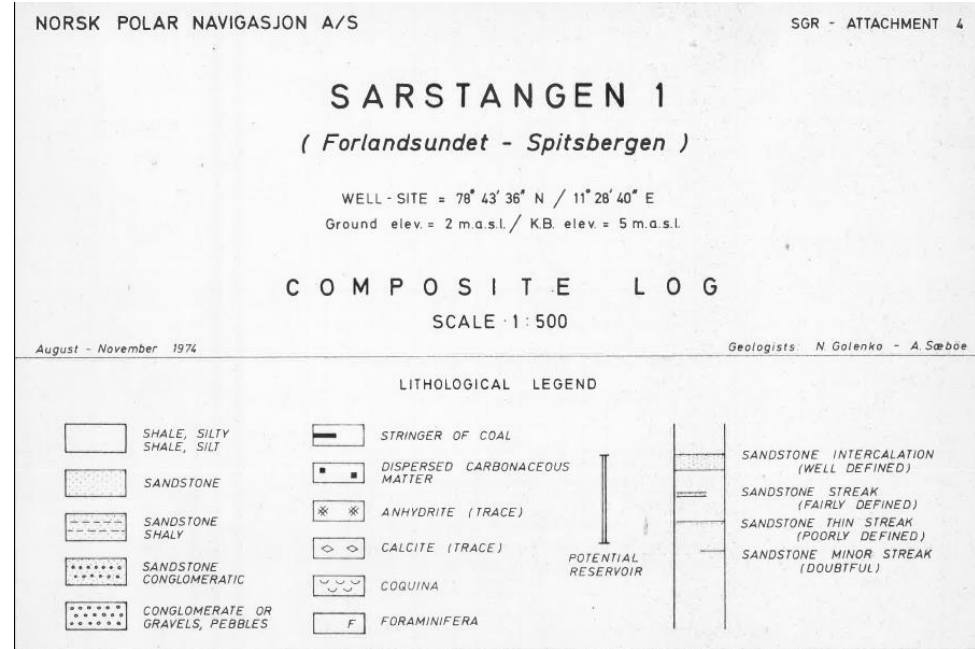 NORSK POLAR NAVIGASJON A/S
SGR - ATTACHMENT 4
SARSTANGEN 1
( Forlandsundet - Spitsbergen )
WELL-SITE = 78° 43' 36" N / 11° 28' 40" E
Ground elev. = 2 m.a.s.l. / K.B. elev. = 5 m.a.s.l.
COMPOSITE LOG
SCALE 1 : 500
August - November 1974
Geologists: N Golenko - A. Sæböe
LITHOLOGICAL LEGEND
SHALE, SILTY
SHALE, SILT
SANDSTONE
SANDSTONE
SHALY
SANDSTONE
CONGLOMERATIC
CONGLOMERATE OR
GRAVELS, PEBBLES
STRINGER OF COAL
DISPERSED CARBONACEOUS
MATTER
ANHYDRITE (TRACE)
CALCITE (TRACE)
COQUINA
F FORAMINIFERA
POTENTIAL
RESERVOIR
SANDSTONE INTERCALATION
(WELL DEFINED)
SANDSTONE STREAK
(FAIRLY DEFINED)
SANDSTONE THIN STREAK
(POORLY DEFINED)
SANDSTONE MINOR STREAK
(DOUBTFUL)